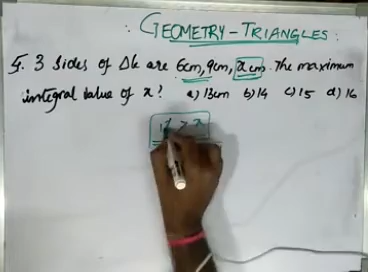 : GEOMETRY - TRIANGLES :
3 sides of Δle are 6cm, 9cm, x cm. The maximum
integral value of x? a) 13cm b) 14 c) 15 d) 16
> x